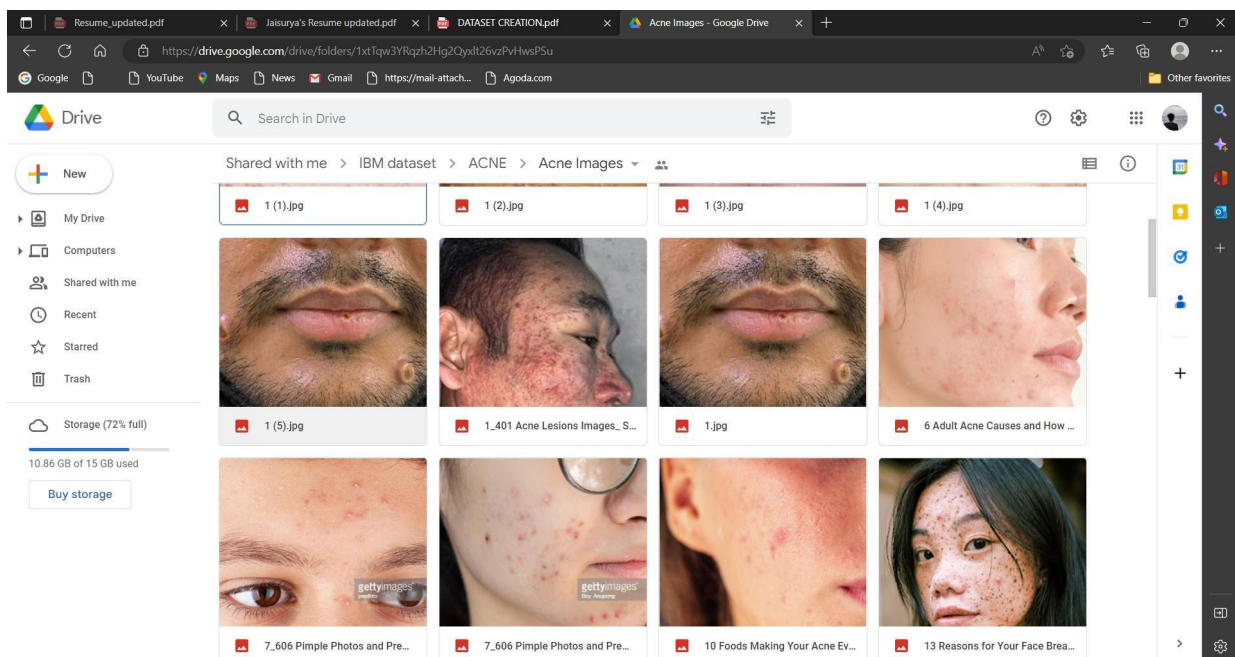 Resume_updated.pdf
Jaisurya's Resume updated.pdf
DATASET CREATION.pdf
Acne Images - Google Drive
https://drive.google.com/drive/folders/1xtTqw3YRqzh2Hg2Qyxlt26vzPvHwsPSu
Google
YouTube
Maps
News
Gmail
https://mail-attach...
Agoda.com
Other favorites
Drive
Search in Drive
New
My Drive
Computers
Shared with me
Recent
Starred
Trash
Storage (72% full)
10.86 GB of 15 GB used
Buy storage
Shared with me > IBM dataset > ACNE > Acne Images
1 (1).jpg
1 (2).jpg
1 (3).jpg
1 (4).jpg
1 (5).jpg
1_401 Acne Lesions Images_ S...
1.jpg
6 Adult Acne Causes and How ...
gettyimages
gettyimages
7_606 Pimple Photos and Pre...
7_606 Pimple Photos and Pre...
10 Foods Making Your Acne Ev...
13 Reasons for Your Face Brea...
31